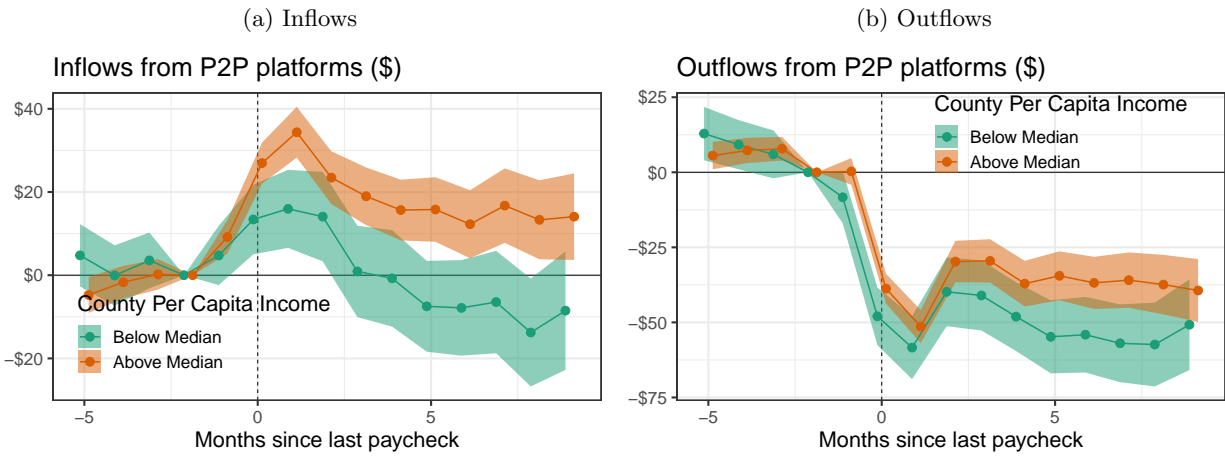 (a) Inflows
Inflows from P2P platforms ($)
$40
$20
$0
−$20
County Per Capita Income
Below Median
Above Median
−5
0
5
Months since last paycheck
(b) Outflows
Outflows from P2P platforms ($)
$25
$0
−$25
−$50
−$75
County Per Capita Income
Below Median
Above Median
−5
0
5
Months since last paycheck